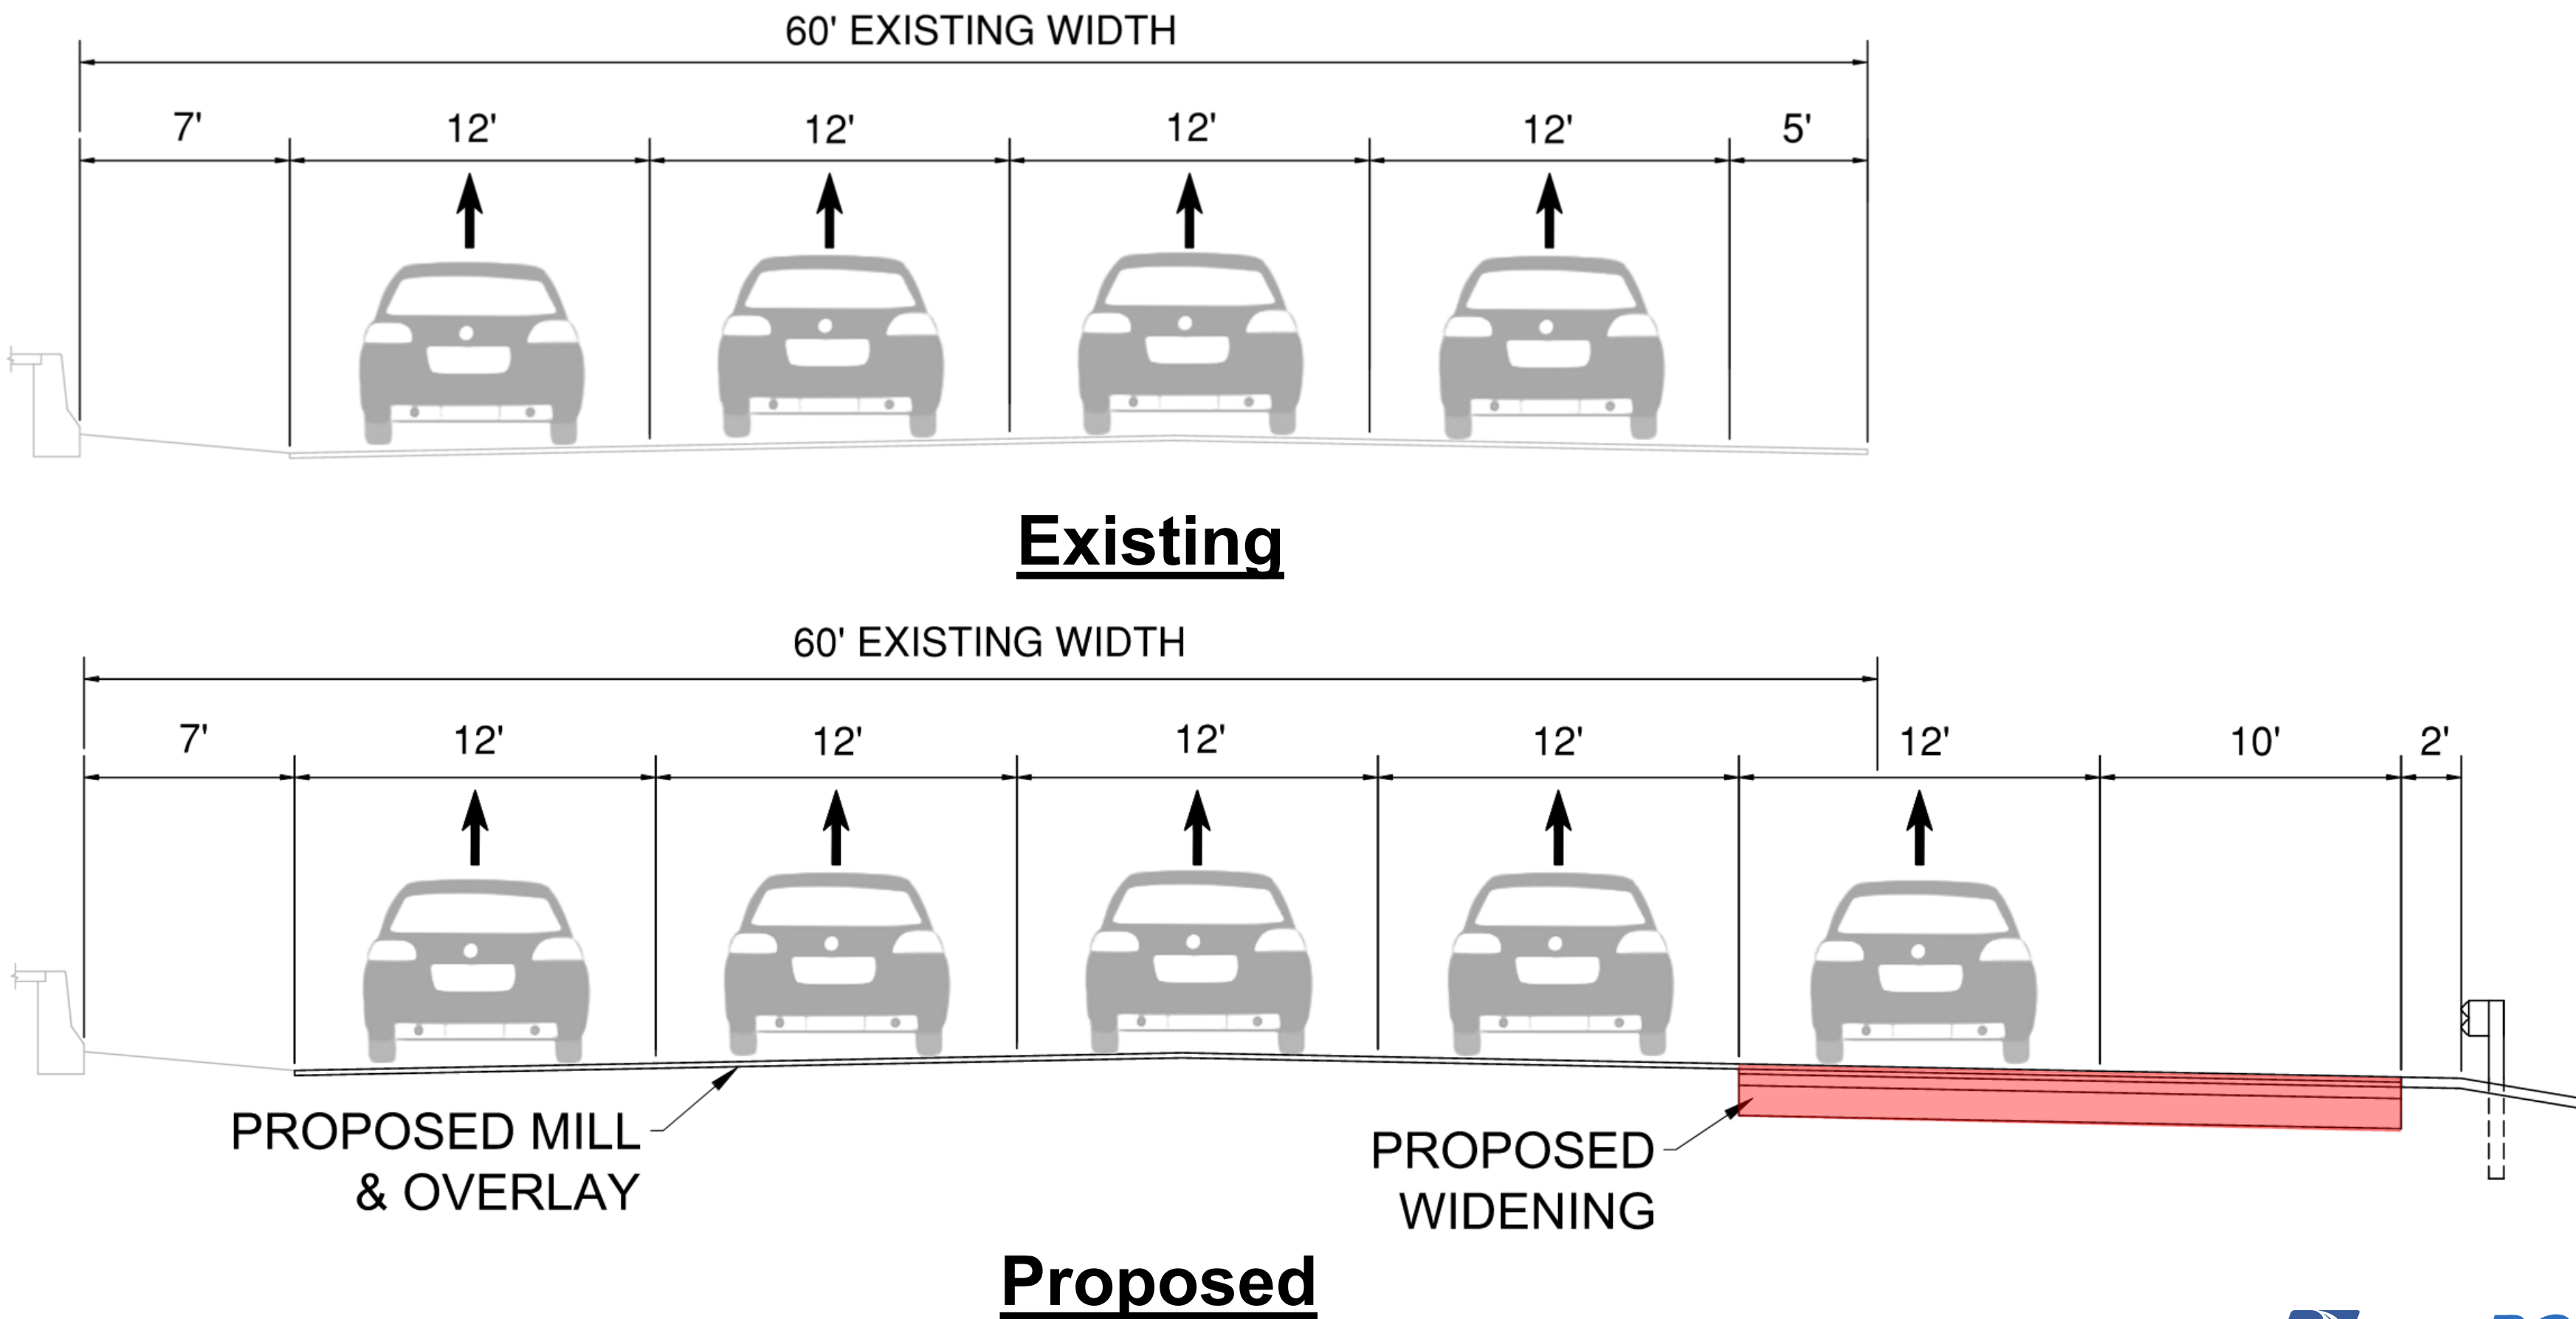 60' EXISTING WIDTH
7' 12' 12' 12' 12' 5'
Existing
60' EXISTING WIDTH
7' 12' 12' 12' 12' 12' 10' 2'
PROPOSED MILL
& OVERLAY
PROPOSED
WIDENING
Proposed